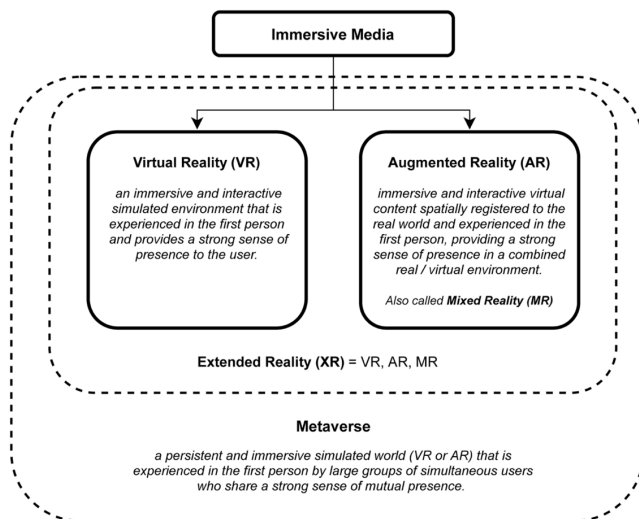 Immersive Media
Virtual Reality (VR)
an immersive and interactive
simulated environment that is
experienced in the first person
and provides a strong sense of
presence to the user.
Augmented Reality (AR)
immersive and interactive virtual
content spatially registered to the
real world and experienced in the
first person, providing a strong
sense of presence in a combined
real / virtual environment.
Also called Mixed Reality (MR)
Extended Reality (XR) = VR, AR, MR
Metaverse
a persistent and immersive simulated world (VR or AR) that is
experienced in the first person by large groups of simultaneous users
who share a strong sense of mutual presence.